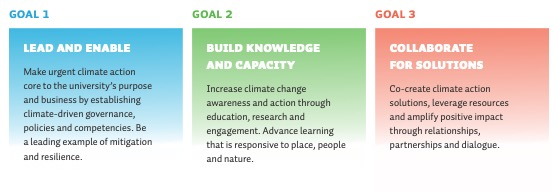 GOAL 1
LEAD AND ENABLE
Make urgent climate action
core to the university's purpose
and business by establishing
climate-driven governance,
policies and competencies. Be
a leading example of mitigation
and resilience.
GOAL 2
BUILD KNOWLEDGE
AND CAPACITY
Increase climate change
awareness and action through
education, research and
engagement. Advance learning
that is responsive to place, people
and nature.
GOAL 3
COLLABORATE
FOR SOLUTIONS
Co-create climate action
solutions, leverage resources
and amplify positive impact
through relationships,
partnerships and dialogue.